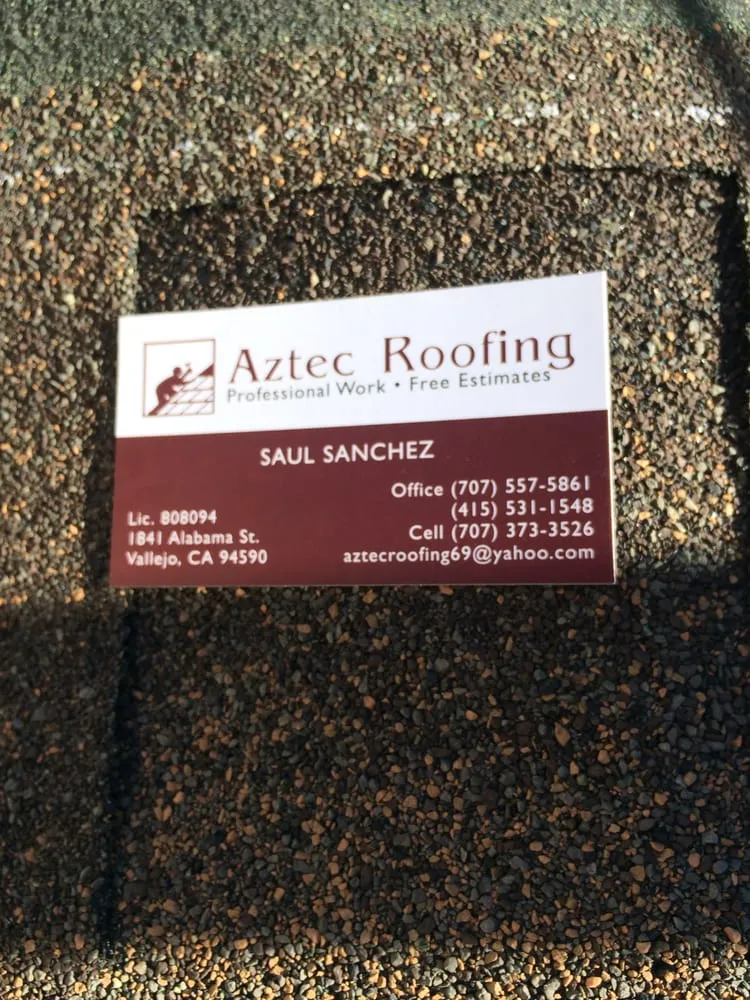 Aztec Roofing
Professional Work • Free Estimates
SAUL SANCHEZ
Lic. 808094
1841 Alabama St.
Vallejo, CA 94590
Office (707) 557-5861
(415) 531-1548
Cell (707) 373-3526
aztecroofing69@yahoo.com